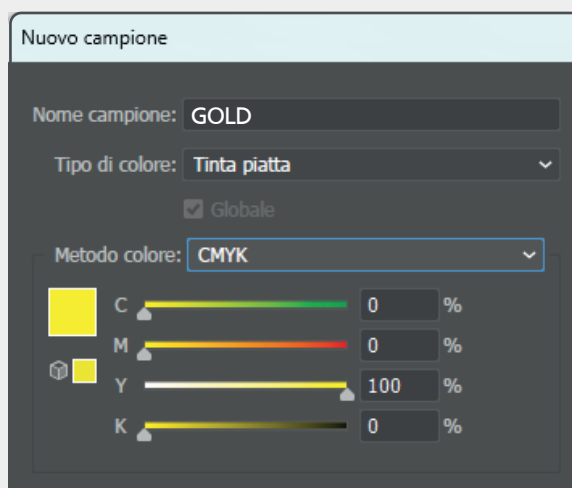 Nuovo campione
Nome campione: GOLD
Tipo di colore: Tinta piatta
Globale
Metodo colore: CMYK
C 0 %
M 0 %
Y 100 %
K 0 %